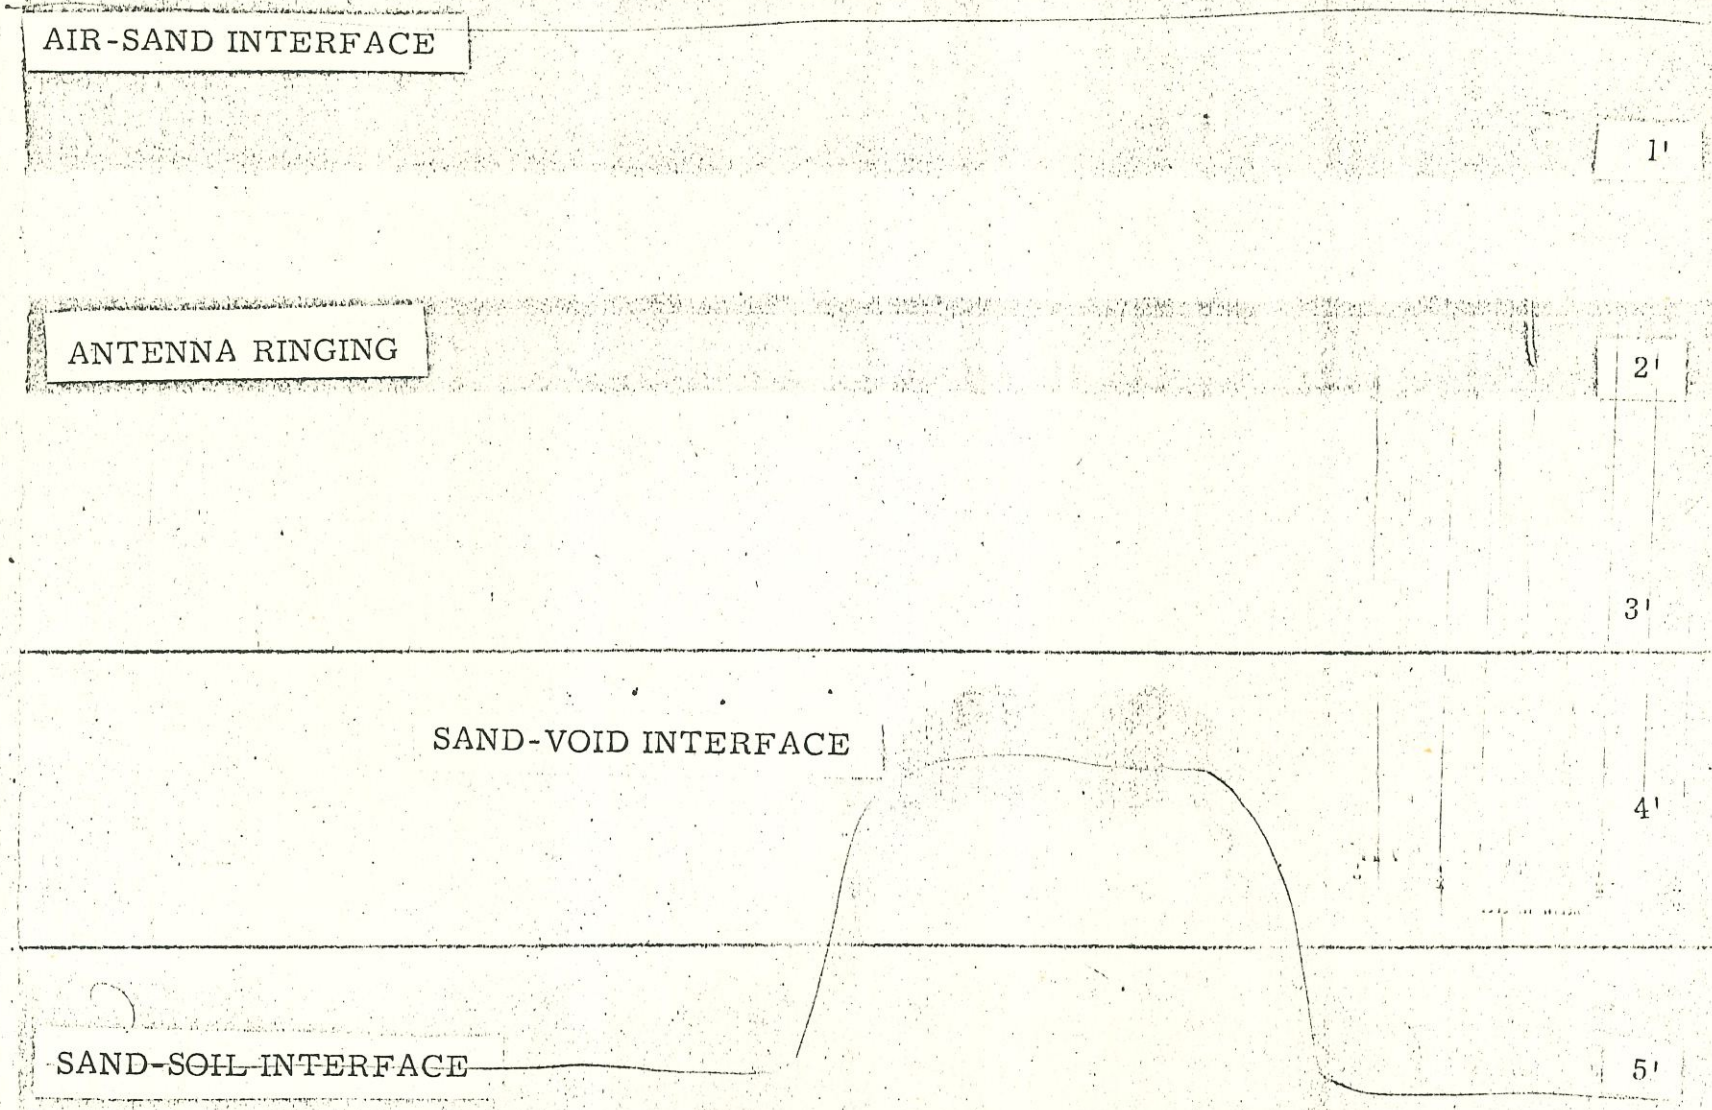 AIR-SAND INTERFACE
1'
ANTENNA RINGING
2'
3'
SAND-VOID INTERFACE
4'
SAND-SOIL INTERFACE
5'